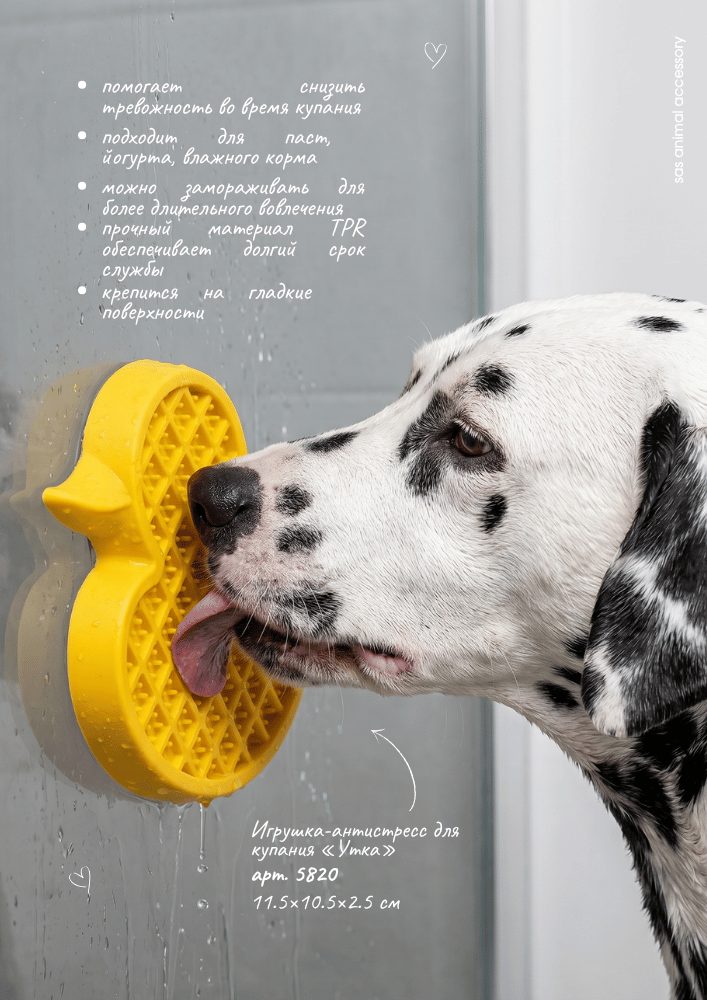 sas animal accessory
помогает снизить
тревожность во время купания
подходит для паст,
йогурта, влажного корма
можно замораживать для
более длительного вовлечения
прочный материал TPR
обеспечивает долгий срок
службы
крепится на гладкие
поверхности
Игрушка-антистресс для
купания «Утка»
арт. 5820
11.5×10.5×2.5 см